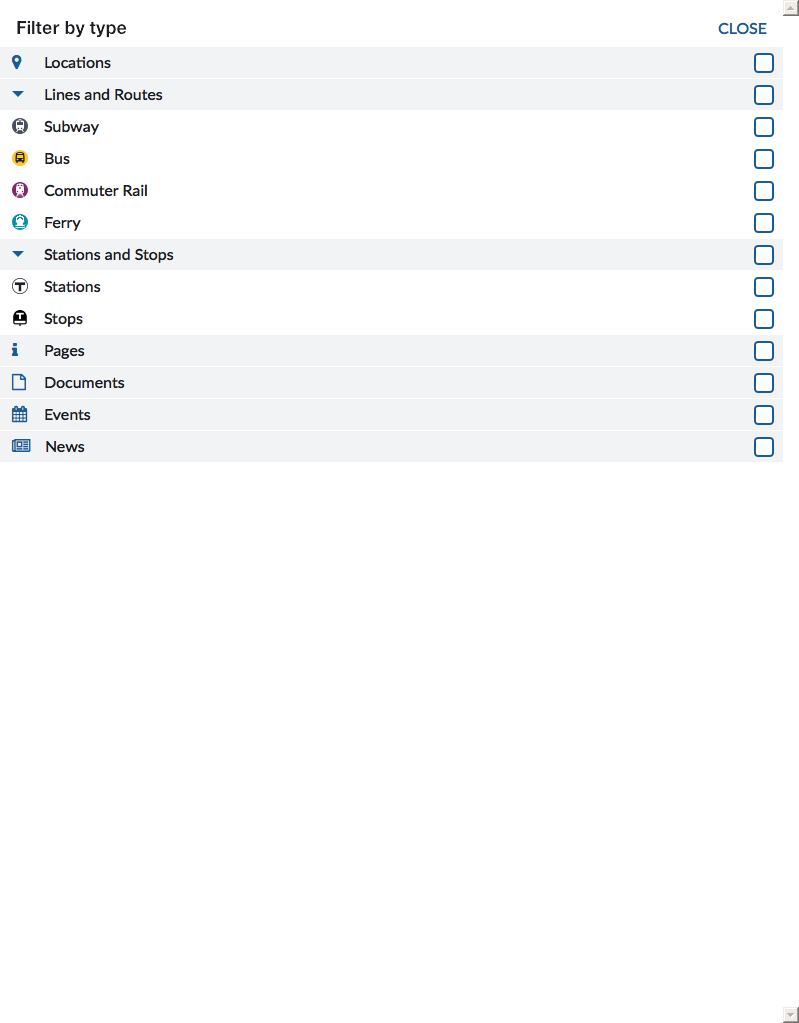 Filter by type
CLOSE
Locations
Lines and Routes
Subway
Bus
Commuter Rail
Ferry
Stations and Stops
Stations
Stops
Pages
Documents
Events
News